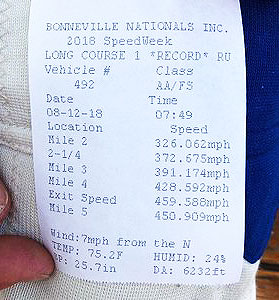 BONNEVILLE NATIONALS INC.
2018 SpeedWeek
LONG COURSE 1 *RECORD* RU
Vehicle # Class
492 AA/FS
Date Time
08-12-18 07:49
Location Speed
Mile 2 326.062mph
2-1/4 372.675mph
Mile 3 391.174mph
Mile 4 428.592mph
Exit Speed 459.588mph
Mile 5 450.909mph
Wind:7mph from the N
TEMP: 75.2F HUMID: 24%
P: 25.7in DA: 6232ft